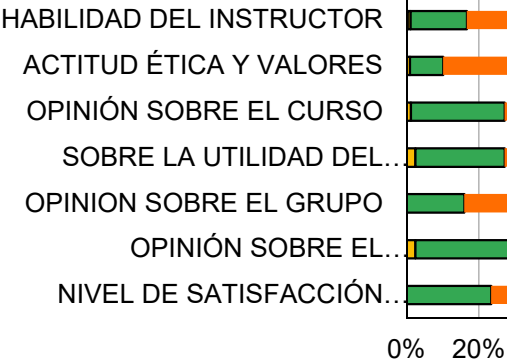 HABILIDAD DEL INSTRUCTOR
ACTITUD ÉTICA Y VALORES
OPINIÓN SOBRE EL CURSO
SOBRE LA UTILIDAD DEL…
OPINION SOBRE EL GRUPO
OPINIÓN SOBRE EL…
NIVEL DE SATISFACCIÓN…
0% 20%